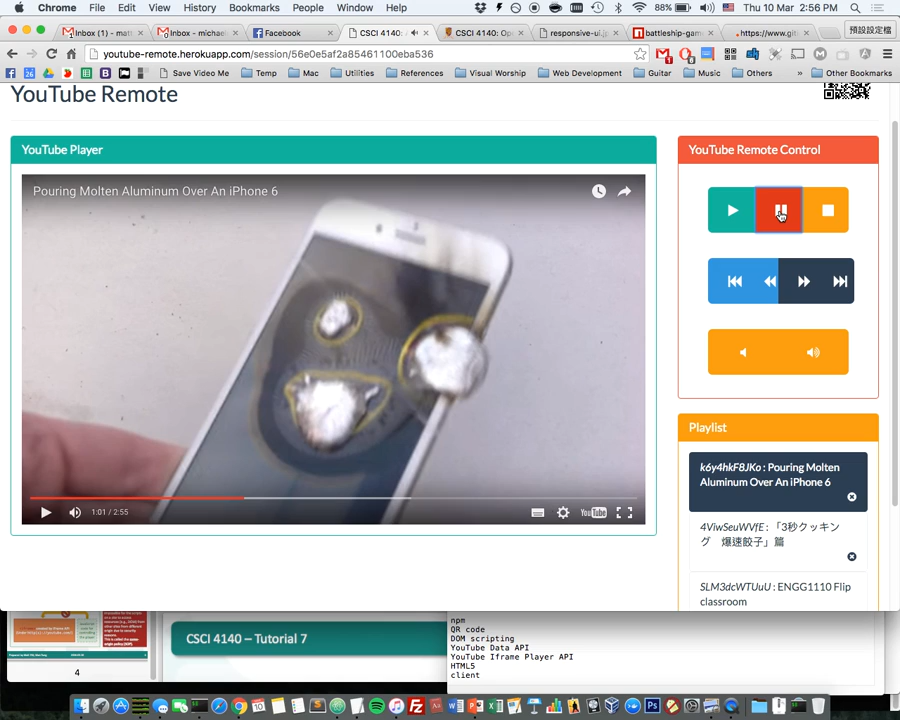 Chrome File Edit View History Bookmarks People Window Help
88% Thu 10 Mar 2:56 PM
Inbox (1) - mat
Inbox - michae
Facebook
CSCI 4140:
CSCI 4140: Op
responsive-ui.j
battleship-gam
https://www.git
預設設定檔
youtube-remote.herokuapp.com/session/56e0e5af2a85461100eba536
Save Video Me Temp Mac Utilities References Visual Worship Web Development Guitar Music Others » Other Bookmarks
YouTube Remote
YouTube Player
Pouring Molten Aluminum Over An iPhone 6
1:01 / 2:55
YouTube
YouTube Remote Control
Playlist
k6y4hkF8JKo : Pouring Molten
Aluminum Over An iPhone 6
4ViwSeuWVfE : 「3秒クッキン
グ 爆速餃子」篇
SLM3dcWTUuU : ENGG1110 Flip
classroom
4
CSCI 4140 – Tutorial 7
npm
QR code
DOM scripting
YouTube Data API
YouTube Iframe Player API
HTML5
client